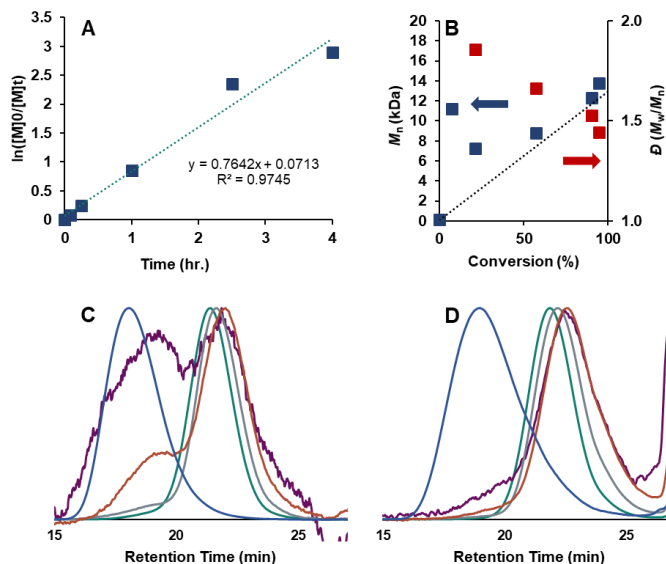 A
3.5
3
2.5
2
1.5
1
0.5
0
ln([M]0/[M]t)
y = 0.7642x + 0.0713
R² = 0.9745
0 1 2 3 4
Time (hr.)
B
20
18
16
14
12
10
8
6
4
2
0
Mn (kDa)
2.0
1.5
1.0
Đ (Mw/Mn)
0 50 100
Conversion (%)
C
15 20 25
Retention Time (min)
D
15 20 25
Retention Time (min)